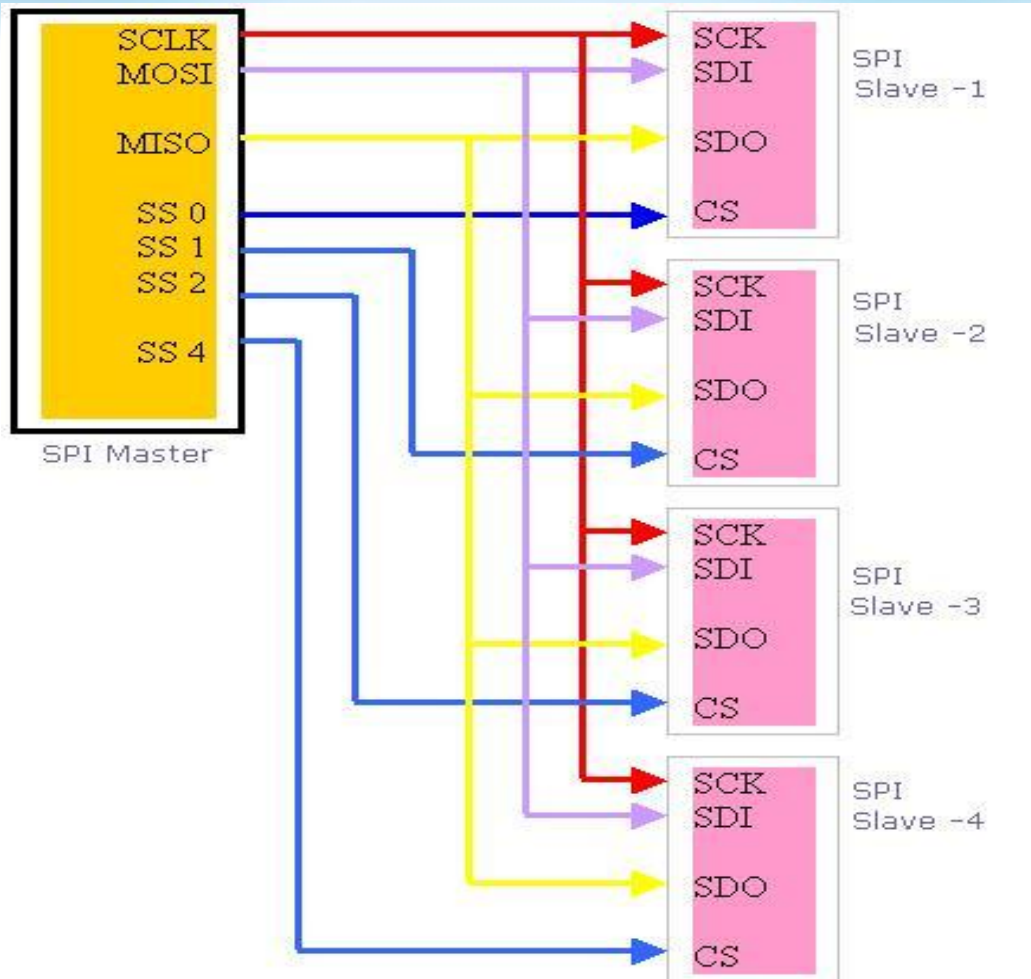 SCLK
MOSI
MISO
SS 0
SS 1
SS 2
SS 4
SPI Master
SCK
SDI
SDO
CS
SPI
Slave -1
SCK
SDI
SDO
CS
SPI
Slave -2
SCK
SDI
SDO
CS
SPI
Slave -3
SCK
SDI
SDO
CS
SPI
Slave -4